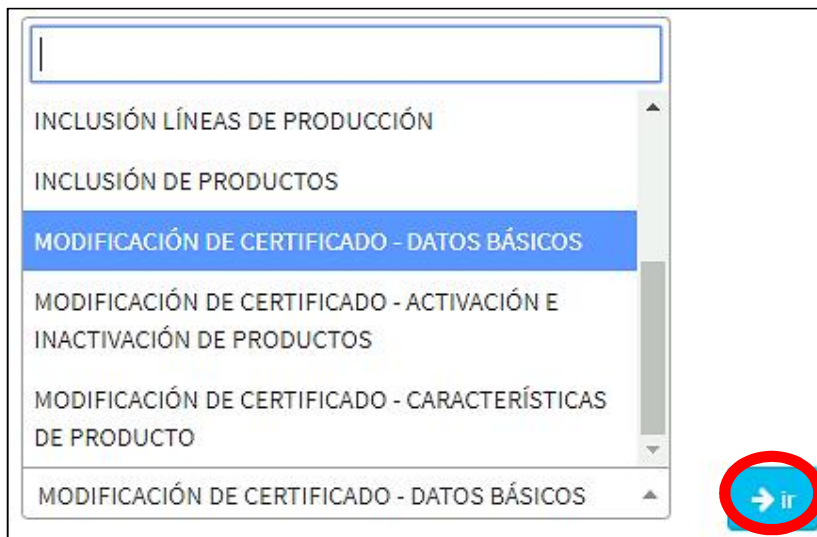 INCLUSIÓN LÍNEAS DE PRODUCCIÓN
INCLUSIÓN DE PRODUCTOS
MODIFICACIÓN DE CERTIFICADO - DATOS BÁSICOS
MODIFICACIÓN DE CERTIFICADO - ACTIVACIÓN E
INACTIVACIÓN DE PRODUCTOS
MODIFICACIÓN DE CERTIFICADO - CARACTERÍSTICAS
DE PRODUCTO
MODIFICACIÓN DE CERTIFICADO - DATOS BÁSICOS
ir